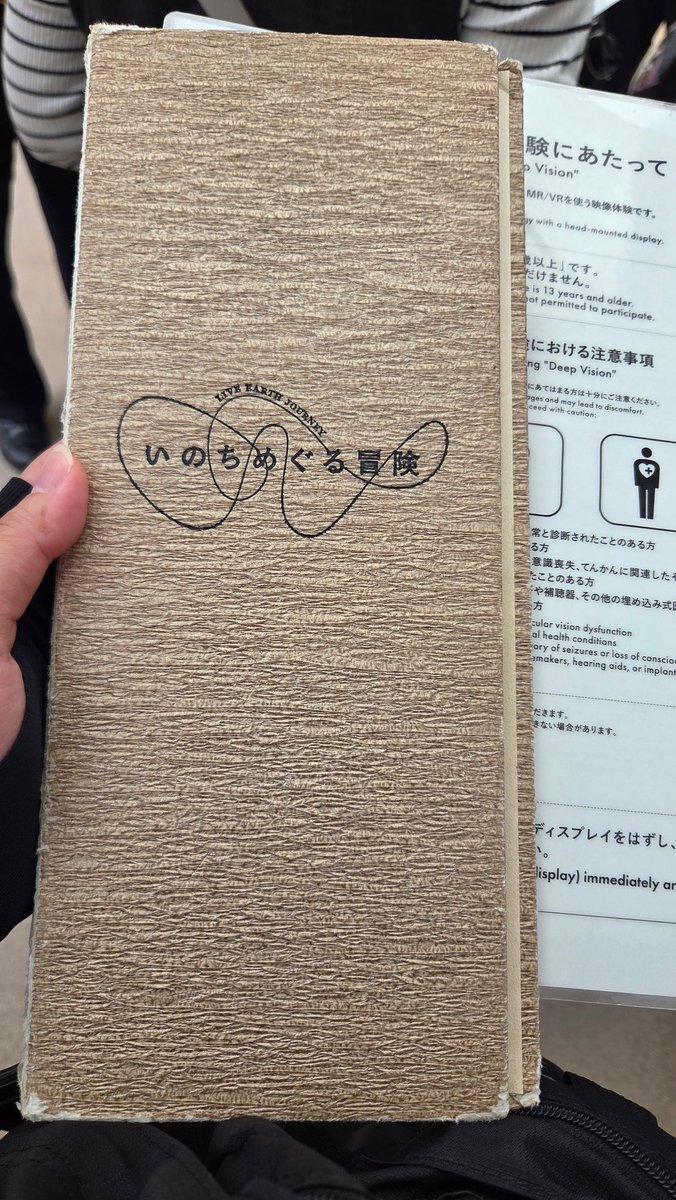 LIVE EARTH JOURNEY
いのちめぐる冒険
験にあたって
p Vision"
MR/VRを使う映像体験です。
gy with a head-mounted display.
歳以上」です。
だけません。
e is 13 years and older.
not permitted to participate.
における注意事項
ng "Deep Vision"
にあてはまる方は十分にご注意ください。
ages and may lead to discomfort.
ceed with caution:
常と診断されたことのある方
る方
意識喪失、てんかんに関連した
たことのある方
や補聴器、その他の埋め込み式
方
cular vision dysfunction
al health conditions
ory of seizures or loss of consciou
emakers, hearing aids, or implant
だきます。
きない場合があります。
ディスプレイをはずし、
い。
display) immediately an